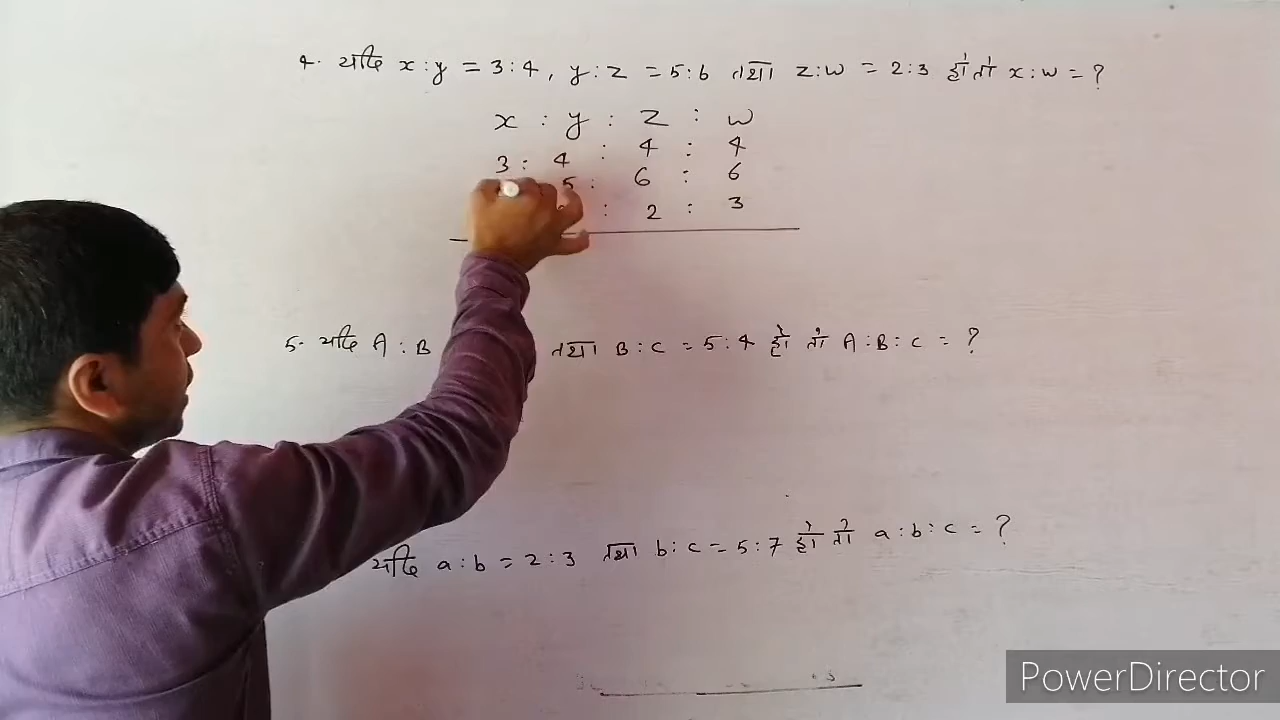 4. यदि x:y = 3:4, y:z = 5:6 तथा z:w = 2:3 हो तो x:w = ?
x : y : z : w
3 : 4 : 4 : 4
5 : 6 : 6
: 2 : 3
5. यदि A:B तथा B:C = 5:4 हो तो A:B:C = ?
यदि a:b = 2:3 तथा b:c = 5:7 हो तो a:b:c = ?
PowerDirector